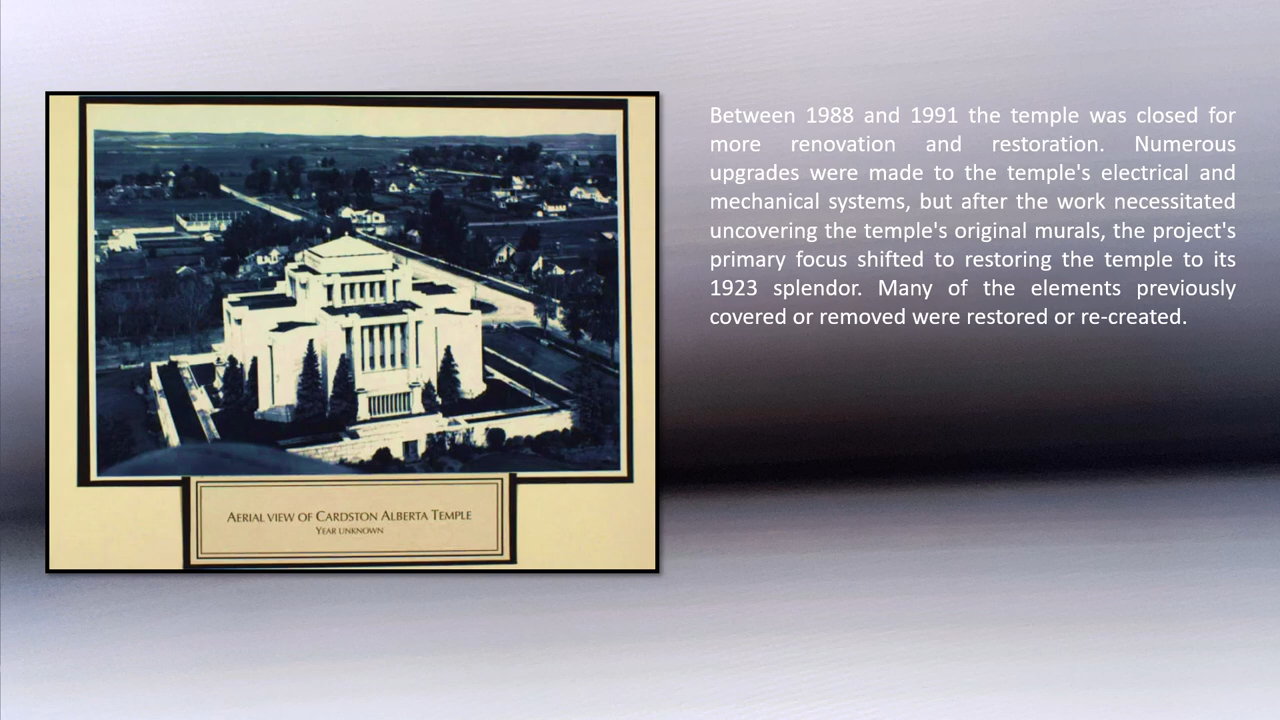 Between 1988 and 1991 the temple was closed for
more renovation and restoration. Numerous
upgrades were made to the temple's electrical and
mechanical systems, but after the work necessitated
uncovering the temple's original murals, the project's
primary focus shifted to restoring the temple to its
1923 splendor. Many of the elements previously
covered or removed were restored or re-created.
AERIAL VIEW OF CARDSTON ALBERTA TEMPLE
YEAR UNKNOWN